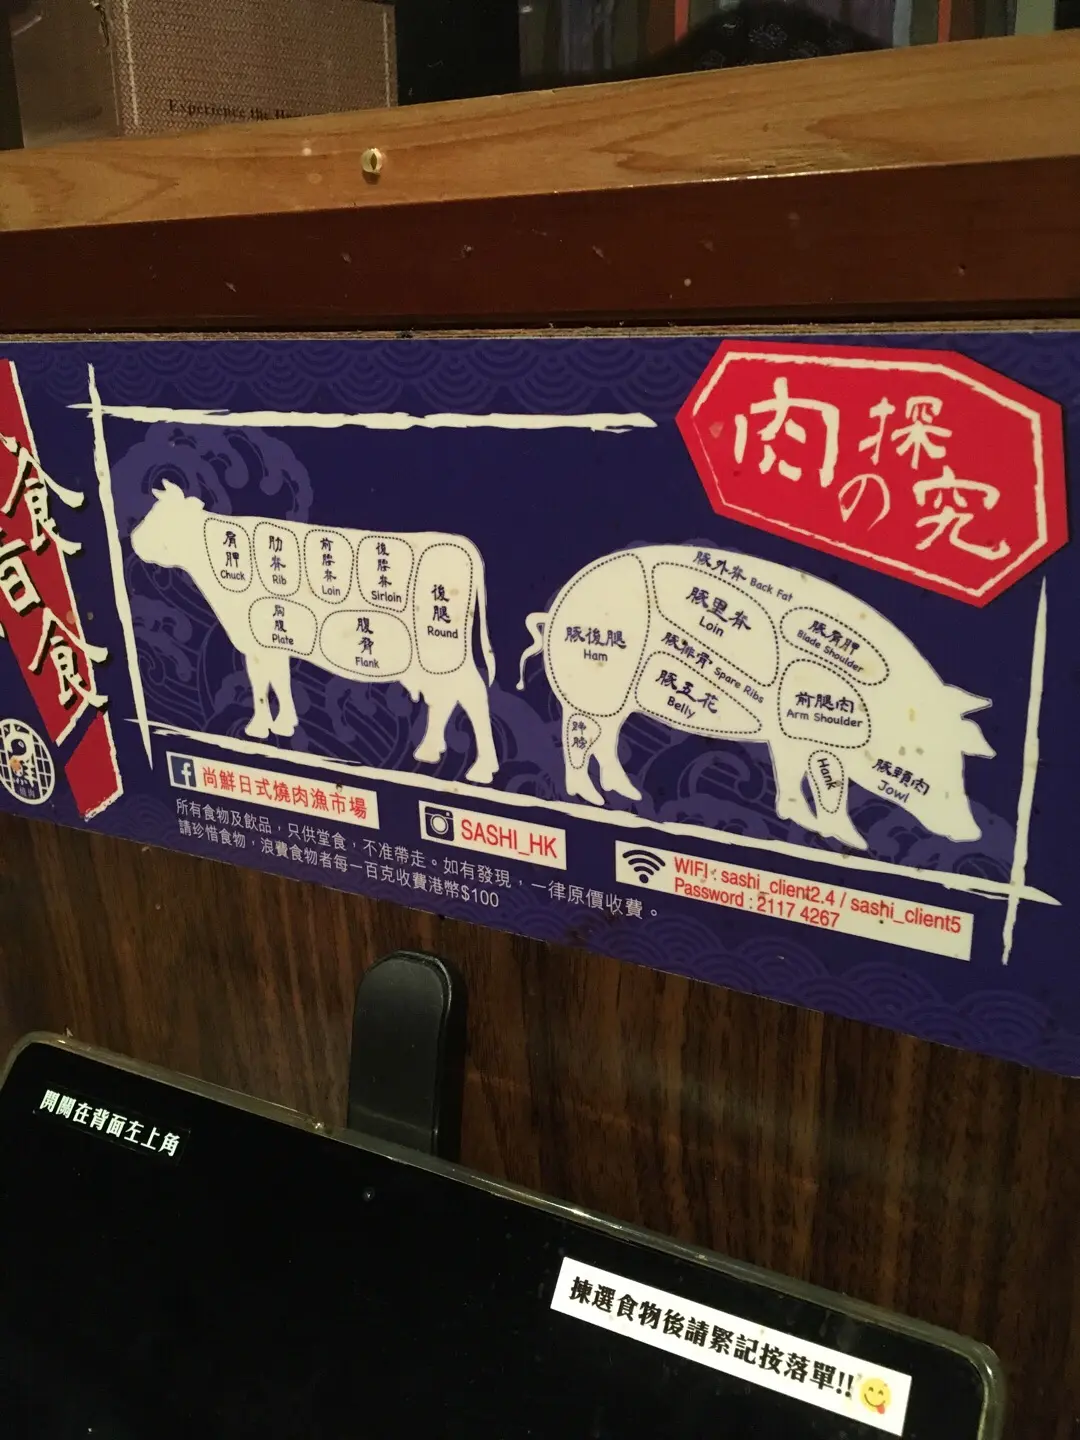 Experience the
肉の探究
食
食
肩胛
Chuck
肋脊
Rib
前腰脊
Loin
後腰脊
Sirloin
後腿
Round
胸腹
Plate
腹脅
Flank
豚外脊 Back Fat
豚里脊
Loin
豚肩胛
Blade Shoulder
豚後腿
Ham
豚排骨 Spare Ribs
豚五花
Belly
前腿肉
Arm Shoulder
蹄膀
Hank
豚頸肉
Jowl
尚鮮日式燒肉漁市場
SASHI_HK
所有食物及飲品，只供堂食，不准帶走。如有發現，一律原價收費。
請珍惜食物，浪費食物者每一百克收費港幣$100
WIFI : sashi_client2.4 / sashi_client5
Password : 2117 4267
開關在背面左上角
揀選食物後請緊記按落單!!